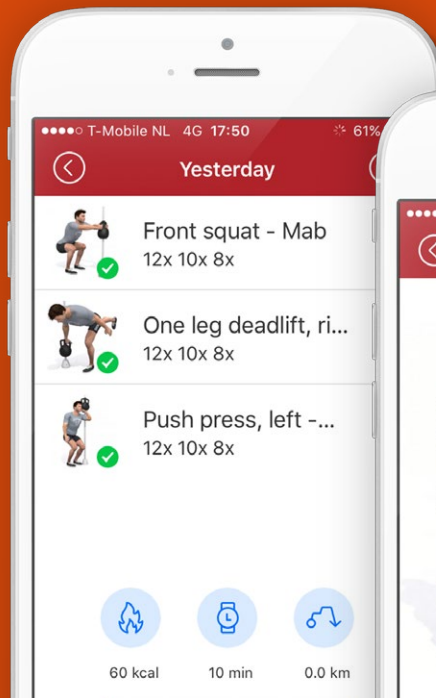 T-Mobile NL 4G 17:50 61%
Yesterday
Front squat - Mab
12x 10x 8x
One leg deadlift, ri...
12x 10x 8x
Push press, left -...
12x 10x 8x
60 kcal 10 min 0.0 km